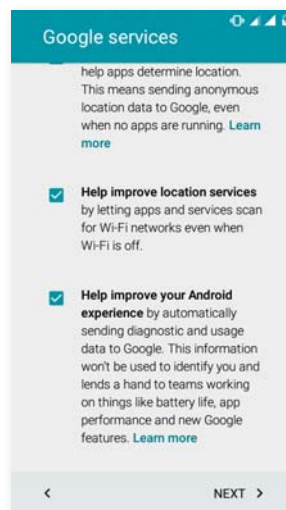 Google services
help apps determine location.
This means sending anonymous
location data to Google, even
when no apps are running. Learn
more
Help improve location services
by letting apps and services scan
for Wi-Fi networks even when
Wi-Fi is off.
Help improve your Android
experience by automatically
sending diagnostic and usage
data to Google. This information
won't be used to identify you and
lends a hand to teams working
on things like battery life, app
performance and new Google
features. Learn more
NEXT